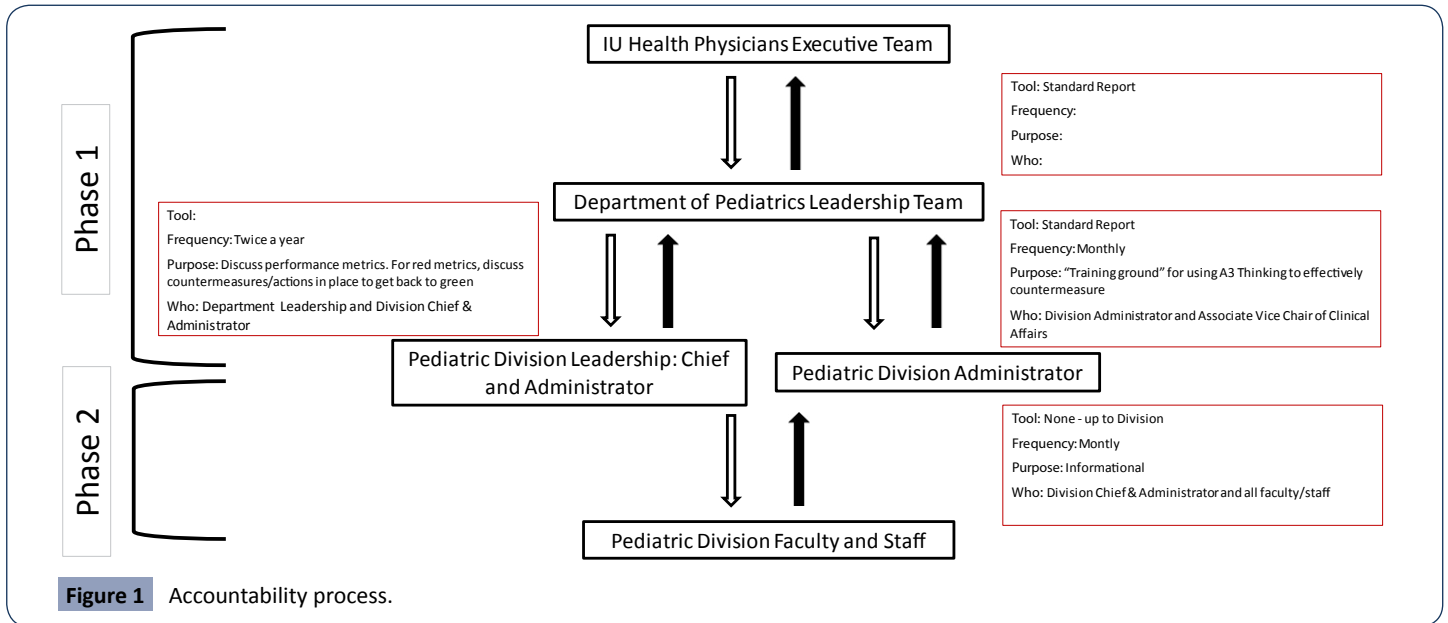 IU Health Physicians Executive Team
Tool: Standard Report
Frequency:
Purpose:
Who:
Phase 1
Department of Pediatrics Leadership Team
Tool:
Frequency: Twice a year
Purpose: Discuss performance metrics. For red metrics, discuss
countermeasures/actions in place to get back to green
Who: Department Leadership and Division Chief &
Administrator
Tool: Standard Report
Frequency: Monthly
Purpose: “Training ground” for using A3 Thinking to effectively
countermeasure
Who: Division Administrator and Associate Vice Chair of Clinical
Affairs
Pediatric Division Leadership: Chief
and Administrator
Pediatric Division Administrator
Phase 2
Tool: None - up to Division
Frequency: Montly
Purpose: Informational
Who: Division Chief & Administrator and all faculty/staff
Pediatric Division Faculty and Staff
Figure 1 Accountability process.